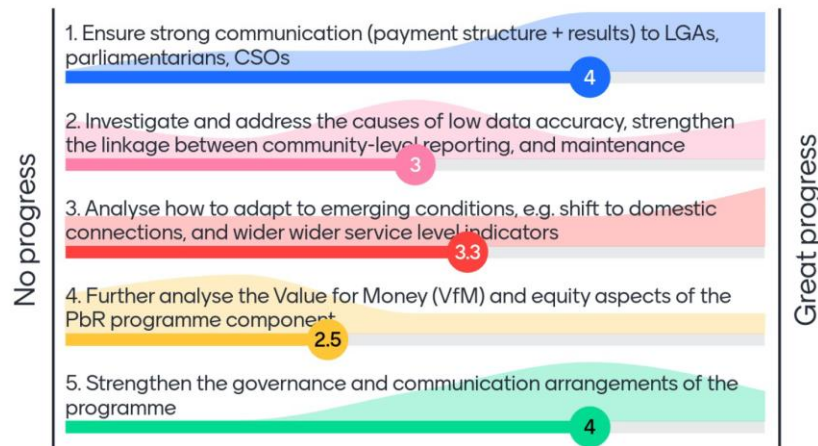 1. Ensure strong communication (payment structure + results) to LGAs,
parliamentarians, CSOs
4
2. Investigate and address the causes of low data accuracy, strengthen
the linkage between community-level reporting, and maintenance
3
3. Analyse how to adapt to emerging conditions, e.g. shift to domestic
connections, and wider wider service level indicators
3.3
4. Further analyse the Value for Money (VfM) and equity aspects of the
PbR programme component
2.5
5. Strengthen the governance and communication arrangements of the
programme
4
No progress
Great progress